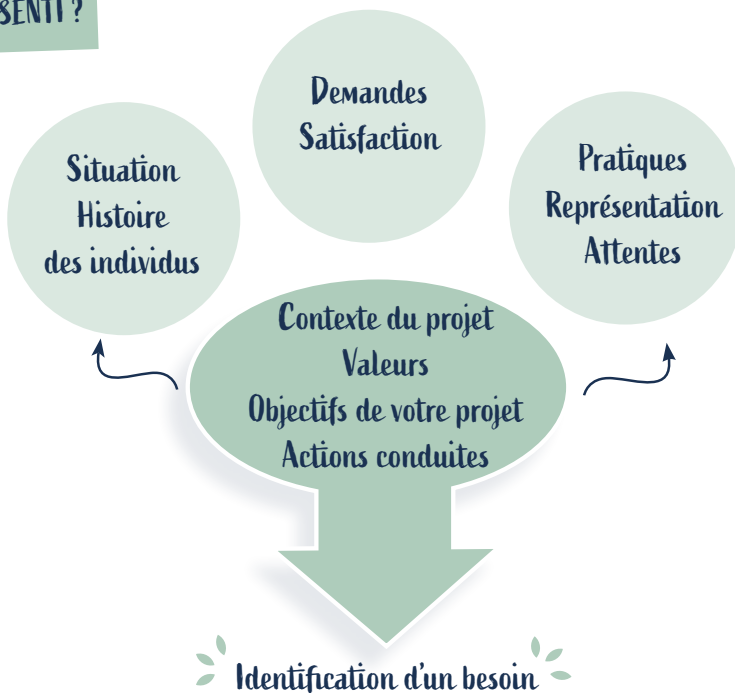 SENTI ?
Demandes
Satisfaction
Situation
Histoire
des individus
Pratiques
Représentation
Attentes
Contexte du projet
Valeurs
Objectifs de votre projet
Actions conduites
Identification d'un besoin